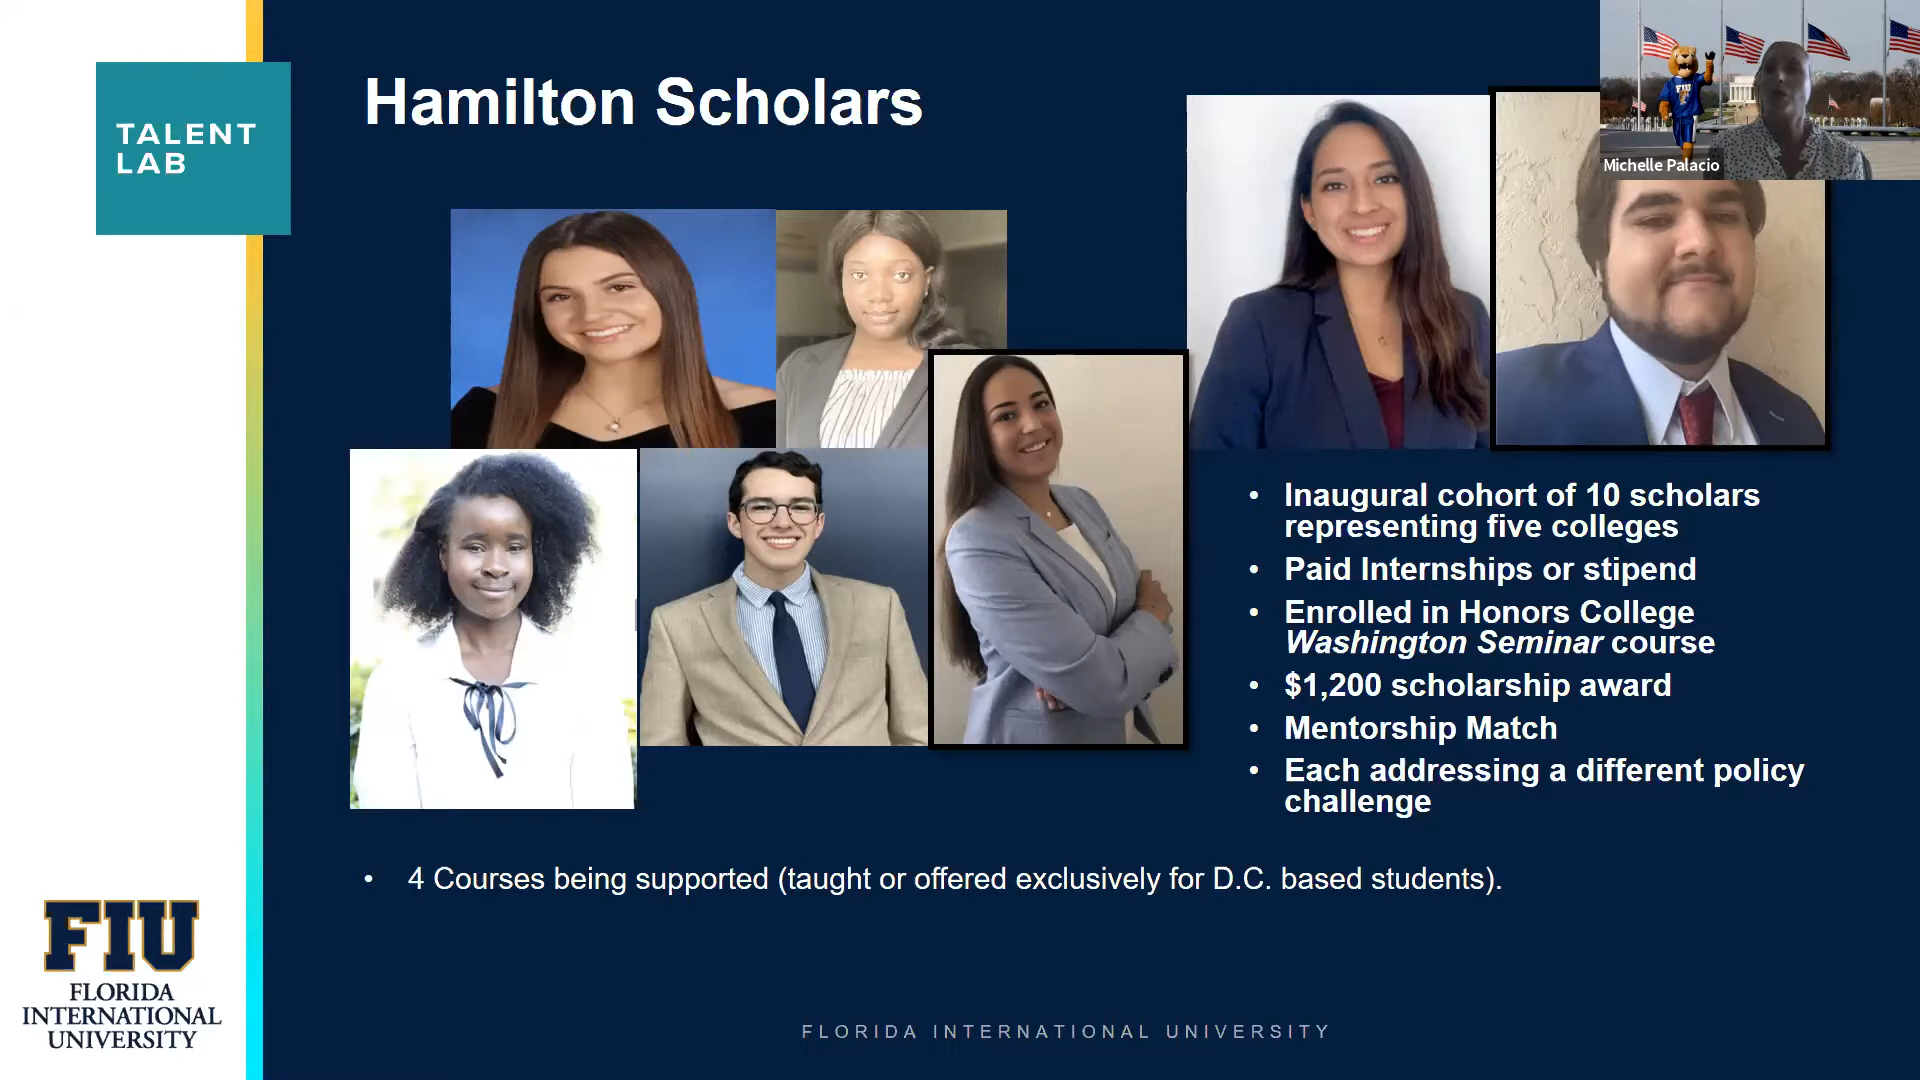 TALENT
LAB
Hamilton Scholars
FIU
Michelle Palacio
• Inaugural cohort of 10 scholars
representing five colleges
• Paid Internships or stipend
• Enrolled in Honors College
Washington Seminar course
• $1,200 scholarship award
• Mentorship Match
• Each addressing a different policy
challenge
• 4 Courses being supported (taught or offered exclusively for D.C. based students).
FIU
FLORIDA
INTERNATIONAL
UNIVERSITY
FLORIDA INTERNATIONAL UNIVERSITY